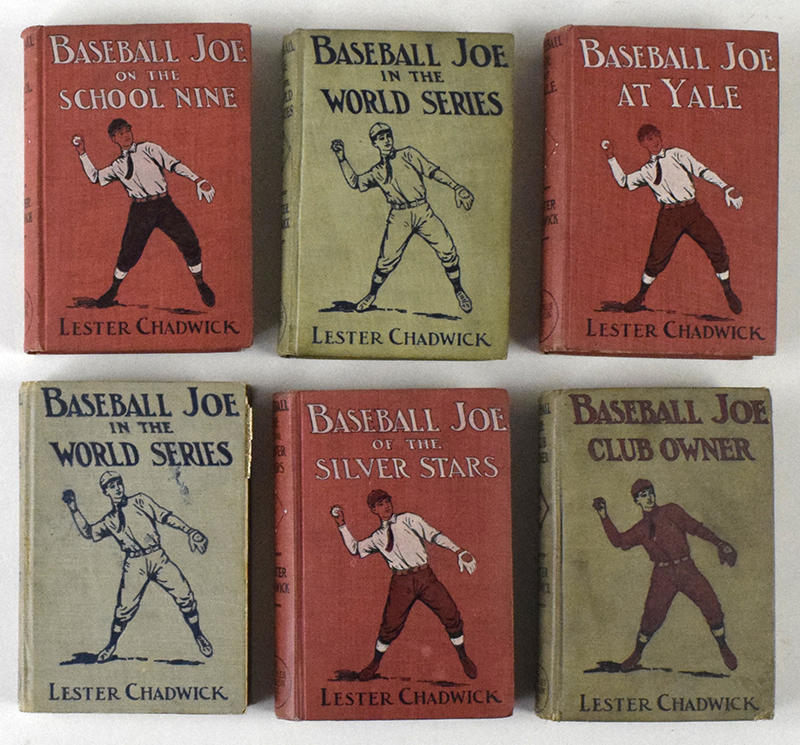 BASEBALL JOE
ON THE
SCHOOL NINE
LESTER CHADWICK
BASEBALL JOE
IN THE
WORLD SERIES
LESTER CHADWICK
BASEBALL JOE
AT YALE
LESTER CHADWICK
BASEBALL JOE
IN THE
WORLD SERIES
LESTER CHADWICK
BASEBALL JOE
OF THE
SILVER STARS
LESTER CHADWICK
BASEBALL JOE
CLUB OWNER
LESTER CHADWICK